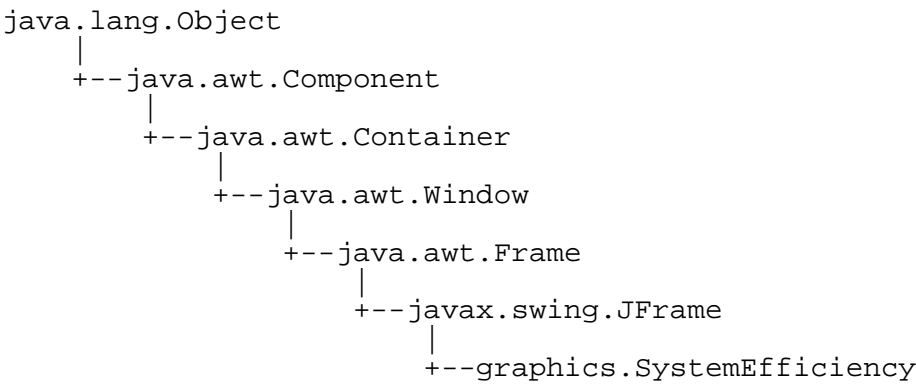 java.lang.Object
|
+--java.awt.Component
|
+--java.awt.Container
|
+--java.awt.Window
|
+--java.awt.Frame
|
+--javax.swing.JFrame
|
+--graphics.SystemEfficiency